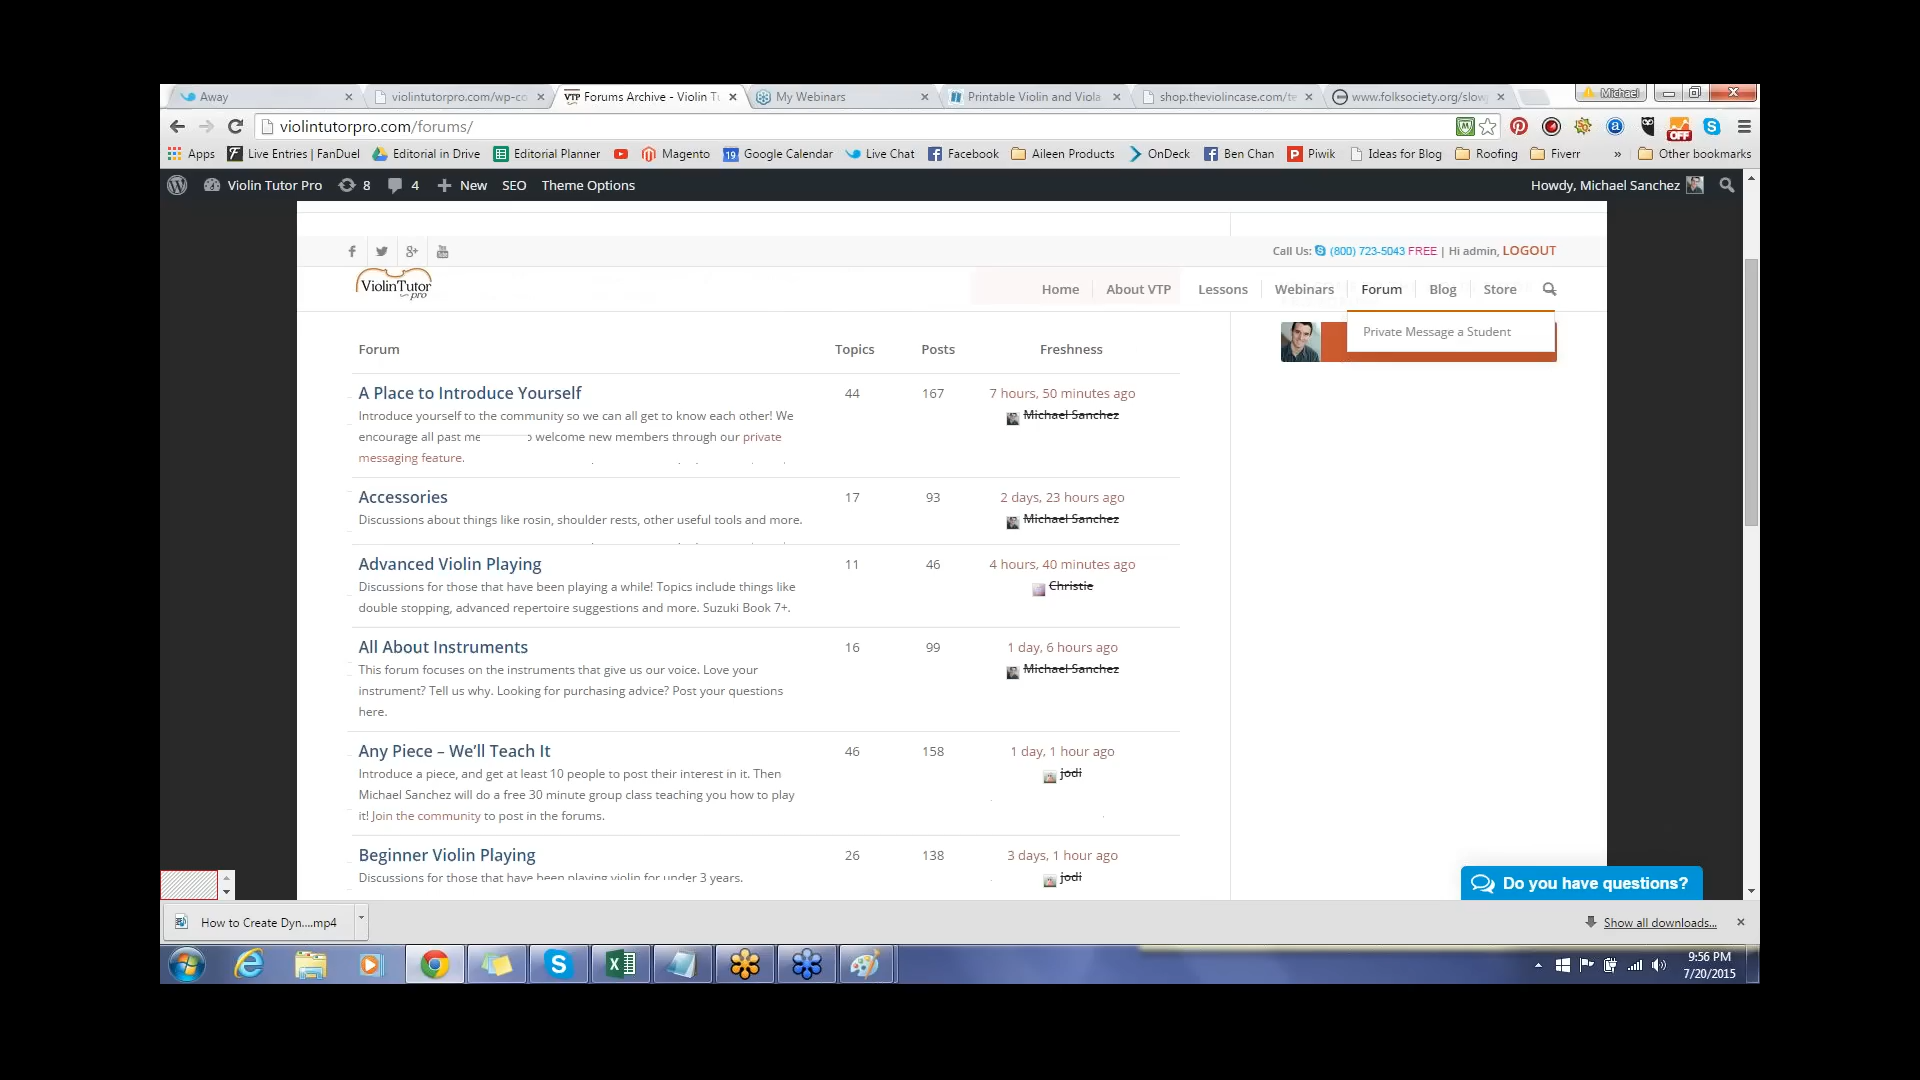 Away
violintutorpro.com/wp-co
VTP Forums Archive - Violin Tu
My Webinars
Printable Violin and Viola
shop.theviolincase.com/te
www.folksociety.org/slow
Michael
violintutorpro.com/forums/
OFF
Apps
Live Entries | FanDuel
Editorial in Drive
Editorial Planner
Magento
19 Google Calendar
Live Chat
Facebook
Aileen Products
OnDeck
Ben Chan
Piwik
Ideas for Blog
Roofing
Fiverr
»
Other bookmarks
Violin Tutor Pro
8
4
New
SEO
Theme Options
Howdy, Michael Sanchez
Call Us: (800) 723-5043 FREE | Hi admin, LOGOUT
ViolinTutor
pro
Home
About VTP
Lessons
Webinars
Forum
Blog
Store
Private Message a Student
Forum Topics Posts Freshness
A Place to Introduce Yourself 44 167 7 hours, 50 minutes ago
Introduce yourself to the community so we can all get to know each other! We Michael Sanchez
encourage all past me welcome new members through our private
messaging feature.
Accessories 17 93 2 days, 23 hours ago
Discussions about things like rosin, shoulder rests, other useful tools and more. Michael Sanchez
Advanced Violin Playing 11 46 4 hours, 40 minutes ago
Discussions for those that have been playing a while! Topics include things like Christie
double stopping, advanced repertoire suggestions and more. Suzuki Book 7+.
All About Instruments 16 99 1 day, 6 hours ago
This forum focuses on the instruments that give us our voice. Love your Michael Sanchez
instrument? Tell us why. Looking for purchasing advice? Post your questions
here.
Any Piece – We'll Teach It 46 158 1 day, 1 hour ago
Introduce a piece, and get at least 10 people to post their interest in it. Then jodi
Michael Sanchez will do a free 30 minute group class teaching you how to play
it! Join the community to post in the forums.
Beginner Violin Playing 26 138 3 days, 1 hour ago
Discussions for those that have been playing violin for under 3 years. jodi
Do you have questions?
How to Create Dyn....mp4
Show all downloads...
9:56 PM
7/20/2015